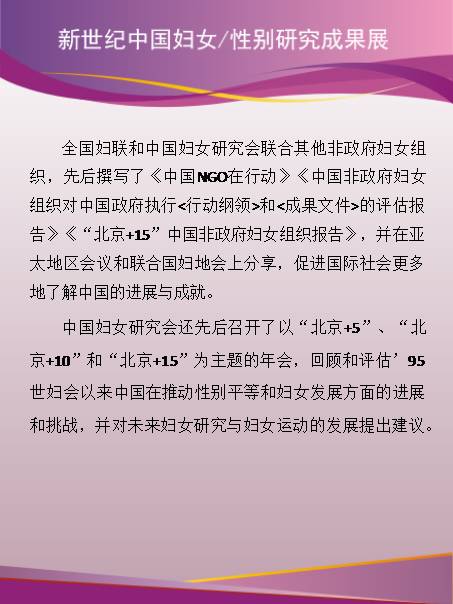 新世纪中国妇女/性别研究成果展
全国妇联和中国妇女研究会联合其他非政府妇女组
织，先后撰写了《中国NGO在行动》《中国非政府妇女
组织对中国政府执行<行动纲领>和<成果文件>的评估报
告》《“北京+15”中国非政府妇女组织报告》，并在亚
太地区会议和联合国妇地会上分享，促进国际社会更多
地了解中国的进展与成就。
中国妇女研究会还先后召开了以“北京+5”、“北
京+10”和“北京+15”为主题的年会，回顾和评估’95
世妇会以来中国在推动性别平等和妇女发展方面的进展
和挑战，并对未来妇女研究与妇女运动的发展提出建议。